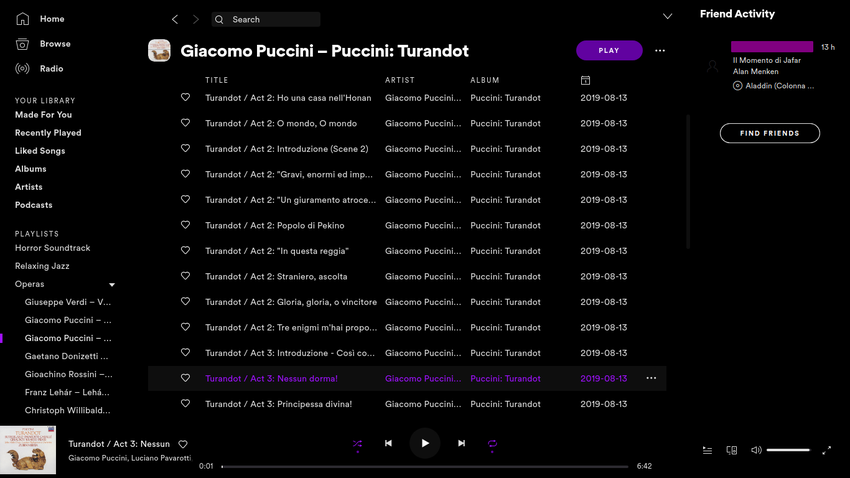 Home
Browse
Radio
YOUR LIBRARY
Made For You
Recently Played
Liked Songs
Albums
Artists
Podcasts
PLAYLISTS
Horror Soundtrack
Relaxing Jazz
Operas
Giuseppe Verdi – V...
Giacomo Puccini – ...
Giacomo Puccini – ...
Gaetano Donizetti ...
Gioachino Rossini –...
Franz Lehár – Lehá...
Christoph Willibald...
Search
Giacomo Puccini – Puccini: Turandot
PLAY
TITLE ARTIST ALBUM
Turandot / Act 2: Ho una casa nell'Honan Giacomo Puccini... Puccini: Turandot 2019-08-13
Turandot / Act 2: O mondo, O mondo Giacomo Puccini... Puccini: Turandot 2019-08-13
Turandot / Act 2: Introduzione (Scene 2) Giacomo Puccini... Puccini: Turandot 2019-08-13
Turandot / Act 2: "Gravi, enormi ed imp... Giacomo Puccini... Puccini: Turandot 2019-08-13
Turandot / Act 2: "Un giuramento atroce... Giacomo Puccini... Puccini: Turandot 2019-08-13
Turandot / Act 2: Popolo di Pekino Giacomo Puccini... Puccini: Turandot 2019-08-13
Turandot / Act 2: "In questa reggia" Giacomo Puccini... Puccini: Turandot 2019-08-13
Turandot / Act 2: Straniero, ascolta Giacomo Puccini... Puccini: Turandot 2019-08-13
Turandot / Act 2: Gloria, gloria, o vincitore Giacomo Puccini... Puccini: Turandot 2019-08-13
Turandot / Act 2: Tre enigmi m'hai propo... Giacomo Puccini... Puccini: Turandot 2019-08-13
Turandot / Act 3: Introduzione - Così co... Giacomo Puccini... Puccini: Turandot 2019-08-13
Turandot / Act 3: Nessun dorma! Giacomo Puccini... Puccini: Turandot 2019-08-13
Turandot / Act 3: Principessa divina! Giacomo Puccini... Puccini: Turandot 2019-08-13
Friend Activity
13 h
Il Momento di Jafar
Alan Menken
Aladdin (Colonna ...
FIND FRIENDS
TURANDOT
Turandot / Act 3: Nessun
Giacomo Puccini, Luciano Pavarotti
0:01
6:42